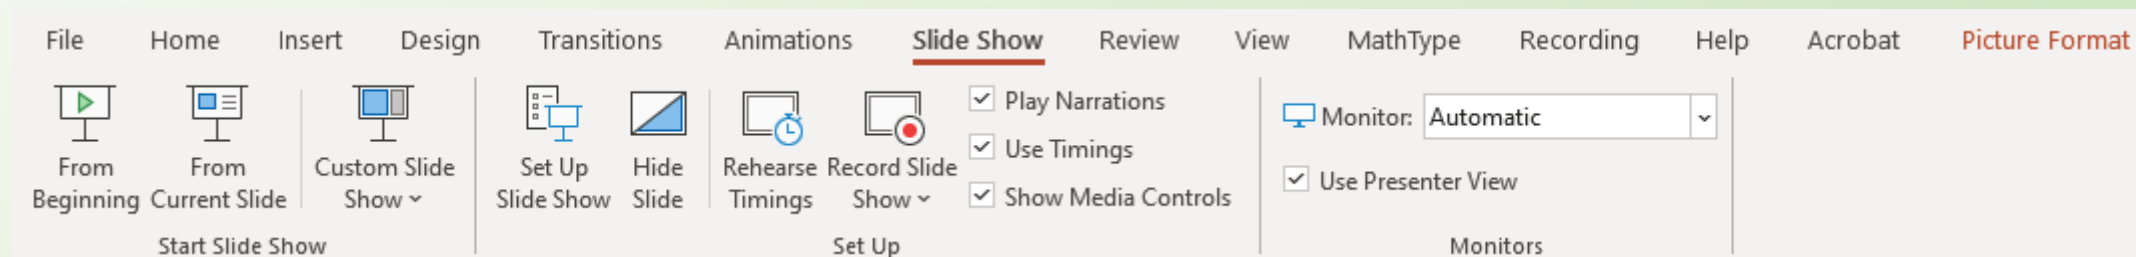 File Home Insert Design Transitions Animations Slide Show Review View MathType Recording Help Acrobat Picture Format
From Beginning
From Current Slide
Custom Slide Show
Set Up Slide Show
Hide Slide
Rehearse Timings
Record Slide Show
Play Narrations
Use Timings
Show Media Controls
Monitor: Automatic
Use Presenter View
Start Slide Show
Set Up
Monitors